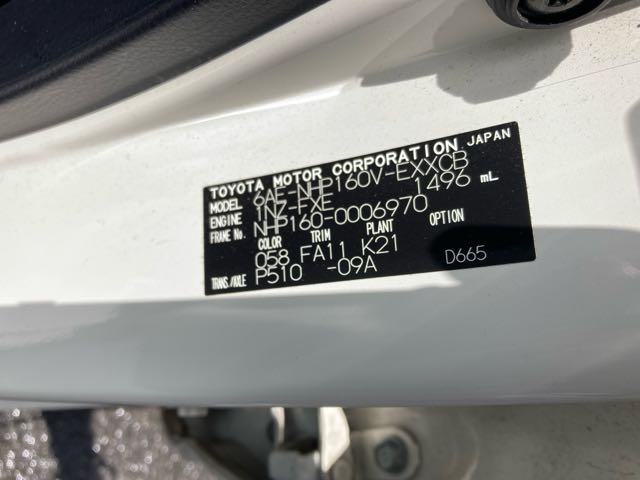 TOYOTA MOTOR CORPORATION JAPAN
MODEL 6AE-NHP160V-EXXCB
ENGINE 1NZ-FXE 1496 mL
FRAME No. NHP160-0006970
COLOR TRIM PLANT OPTION
058 FA11 K21
TRANS./AXLE P510 -09A D665